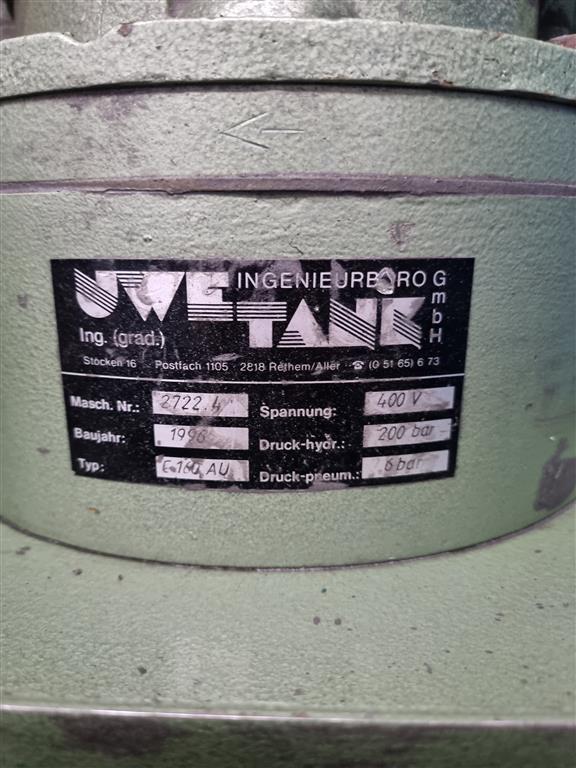 UWE TANK INGENIEURBÜRO GmbH
Ing. (grad.)
Stöcken 16 Postfach 1105 · 2818 Rethem/Aller · ☎ (0 51 65) 6 73
Masch. Nr.: 2722.4 Spannung: 400 V
Baujahr: 1996 Druck-hydr.: 200 bar
Typ: E-160 AU Druck-pneum.: 6 bar